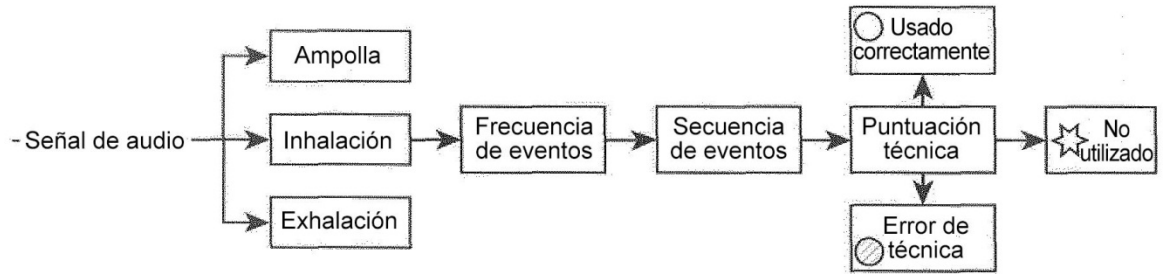 - Señal de audio
Ampolla
Inhalación
Exhalación
Frecuencia
de eventos
Secuencia
de eventos
Puntuación
técnica
Usado
correctamente
No
utilizado
Error de
técnica